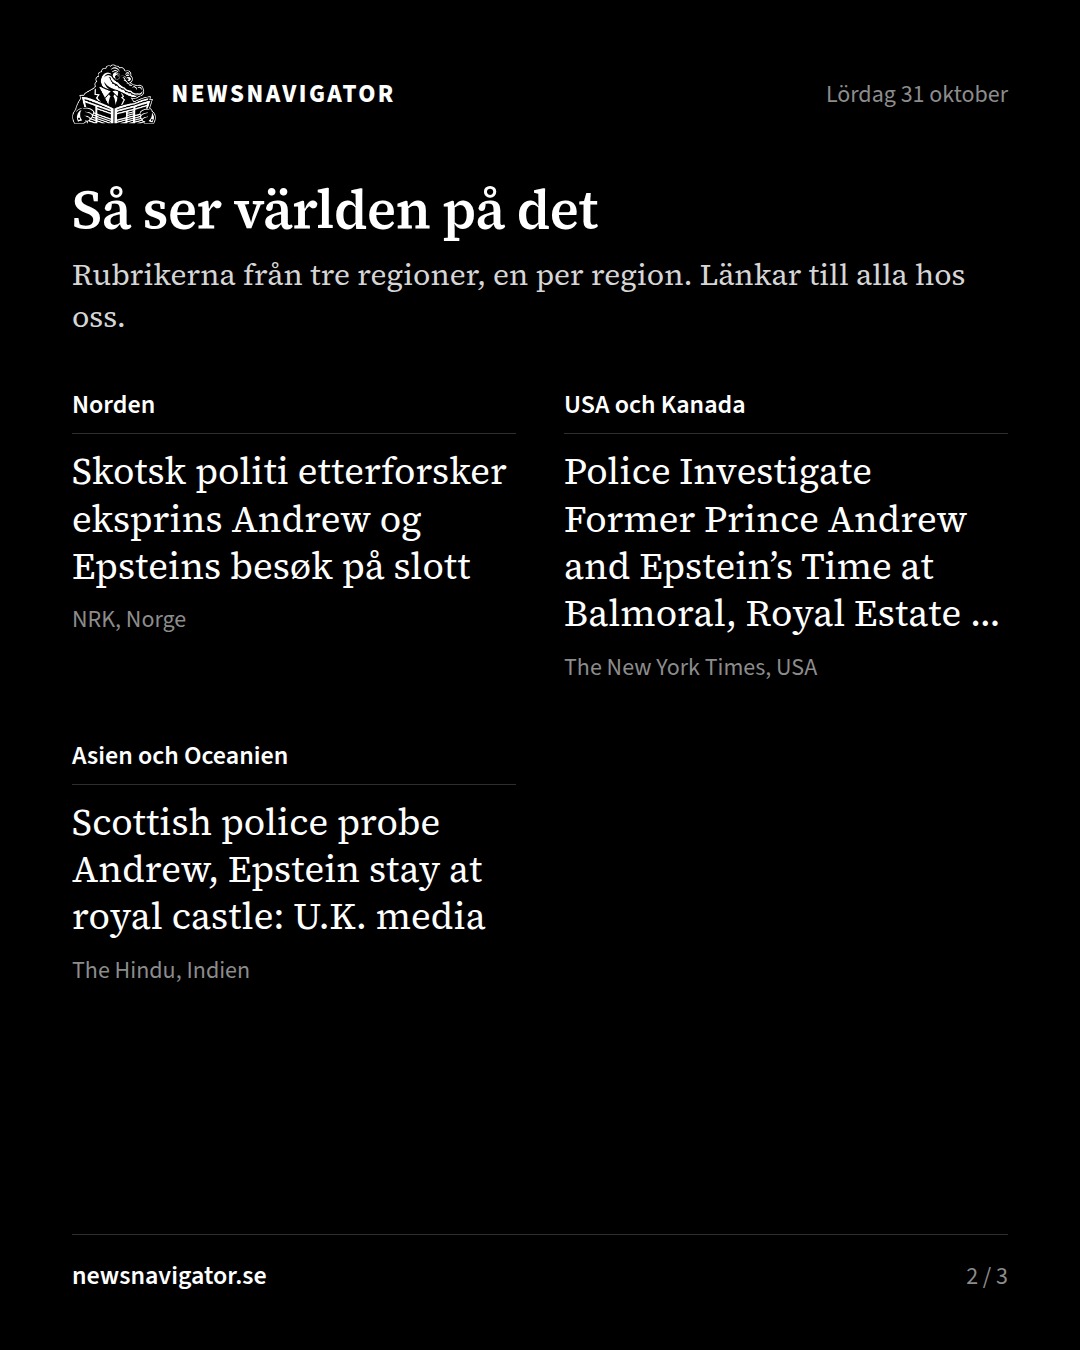 NEWSNAVIGATOR
Lördag 31 oktober
Så ser världen på det
Rubrikerna från tre regioner, en per region. Länkar till alla hos
oss.
Norden
Skotsk politi etterforsker
eksprins Andrew og
Epsteins besøk på slott
NRK, Norge
USA och Kanada
Police Investigate
Former Prince Andrew
and Epstein’s Time at
Balmoral, Royal Estate ...
The New York Times, USA
Asien och Oceanien
Scottish police probe
Andrew, Epstein stay at
royal castle: U.K. media
The Hindu, Indien
newsnavigator.se
2 / 3